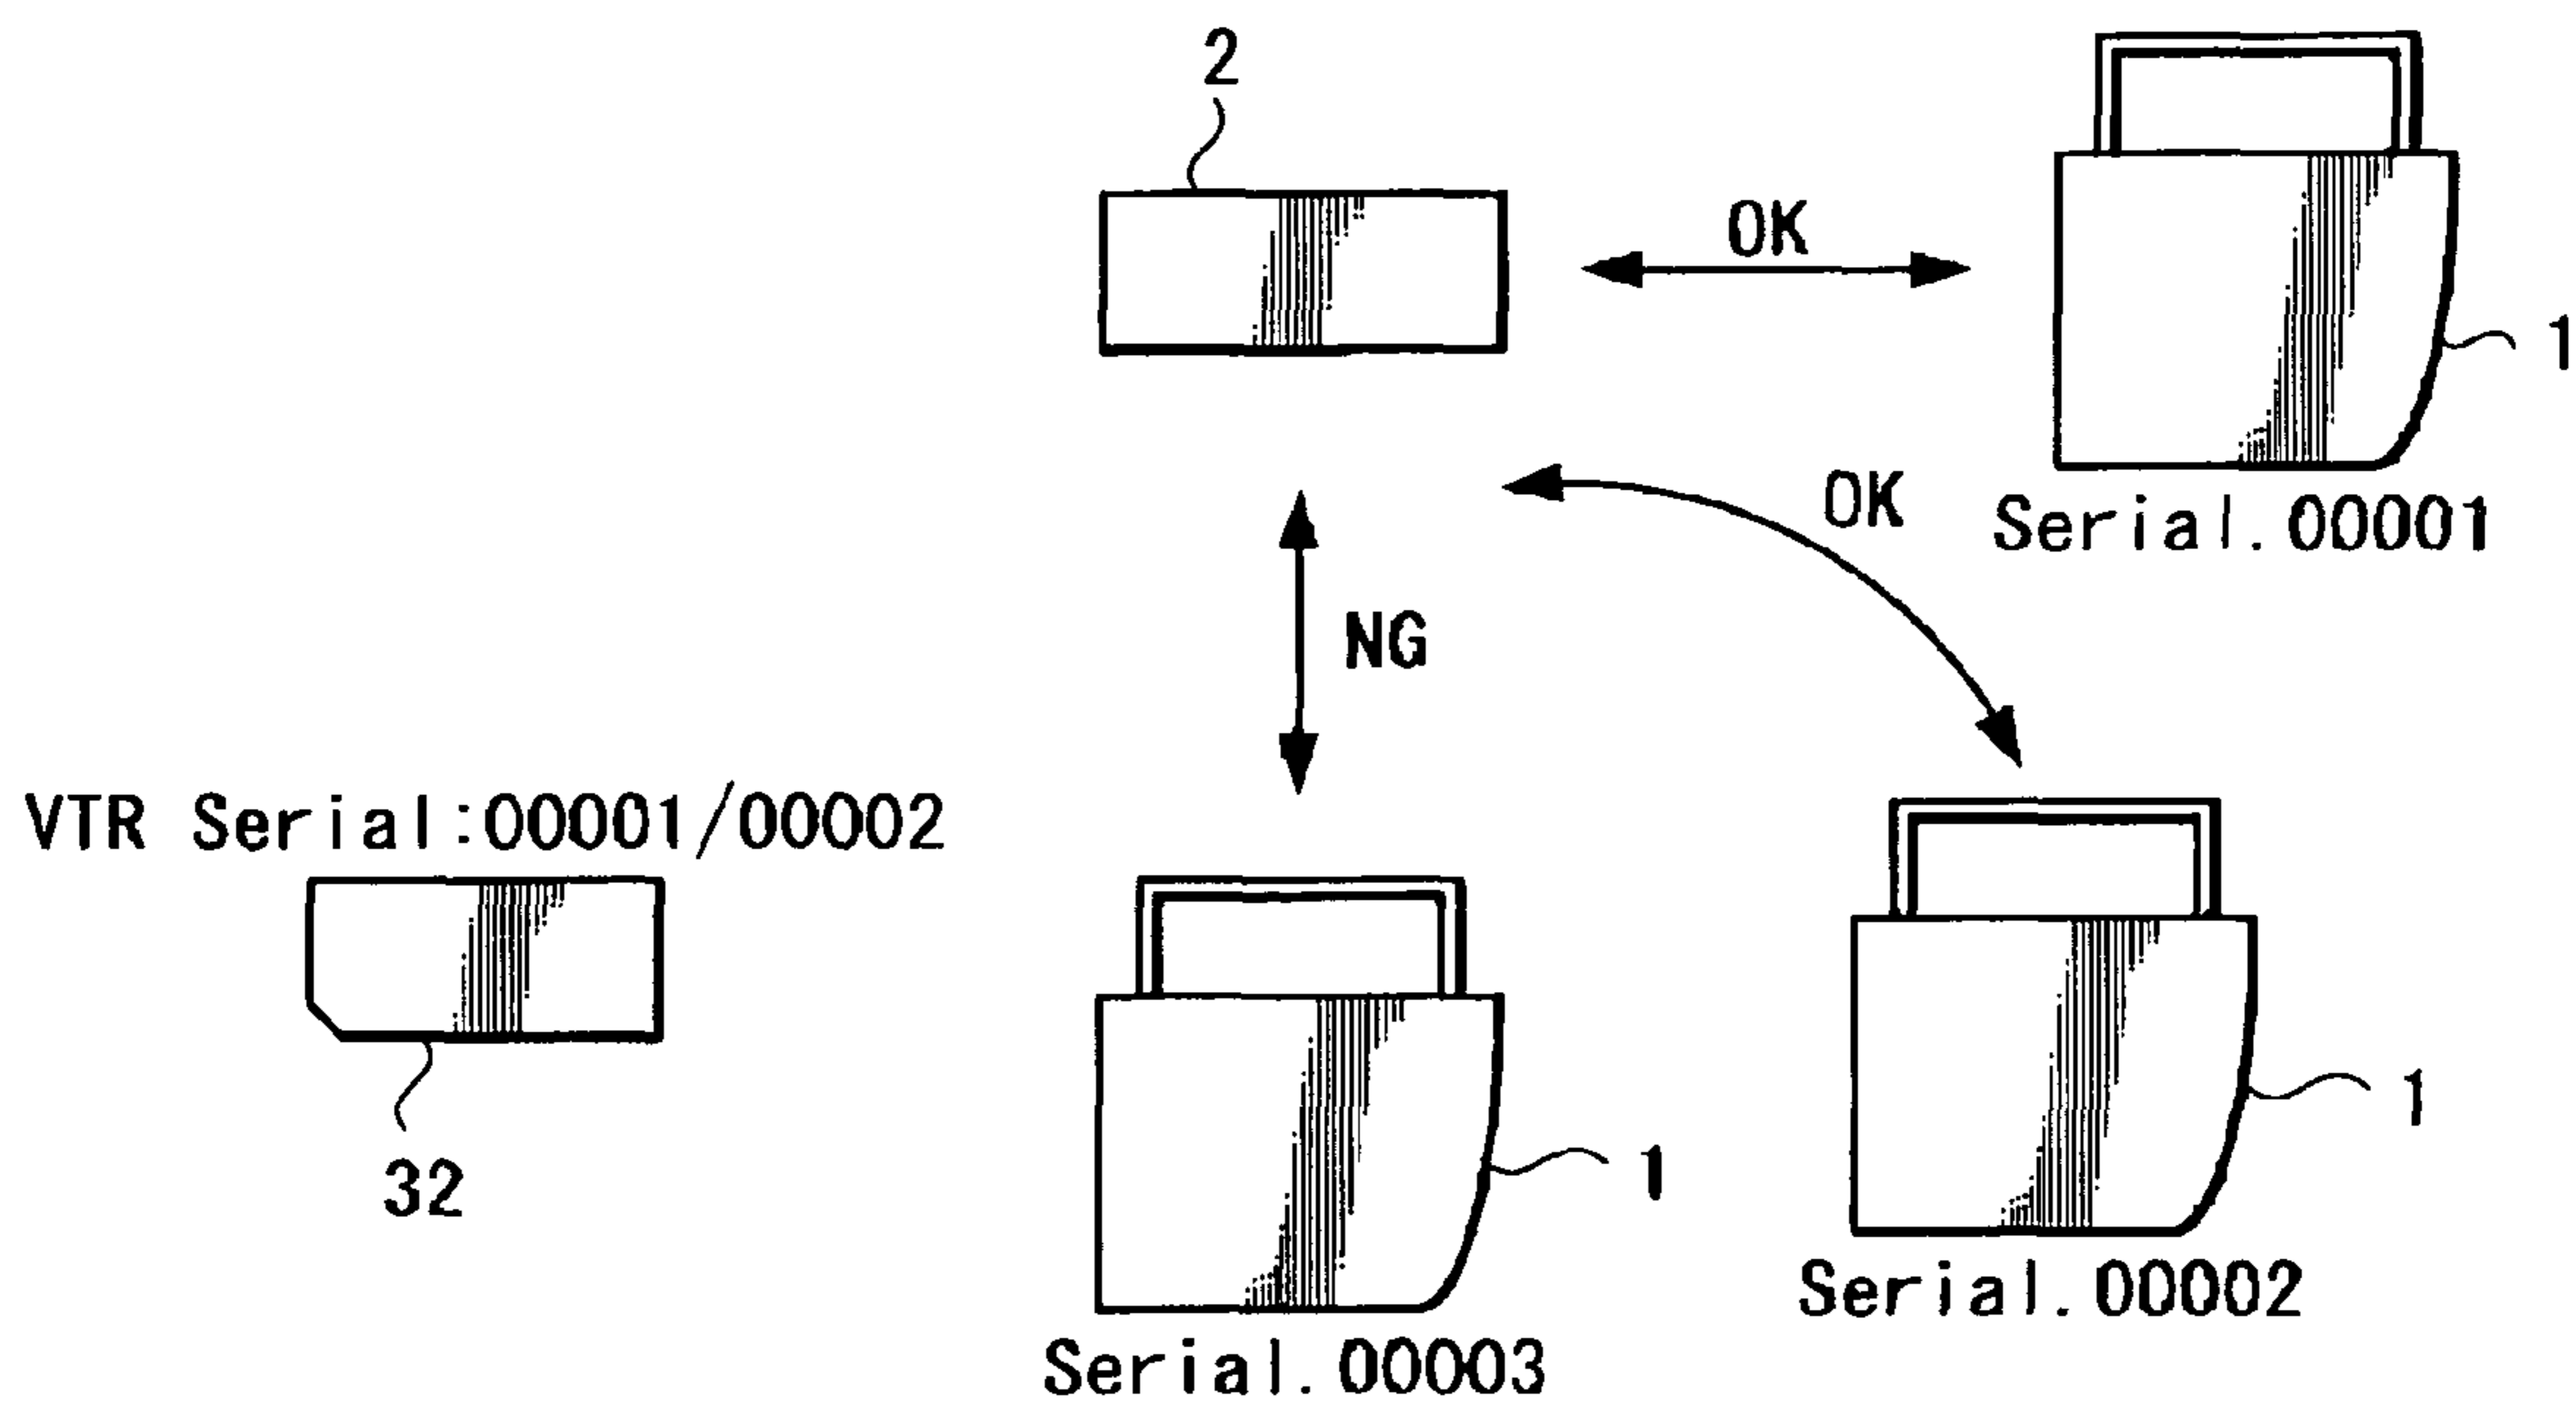 2
OK
1
Serial.00001
OK
NG
VTR Serial:00001/00002
32
1
1
Serial.00002
Serial.00003